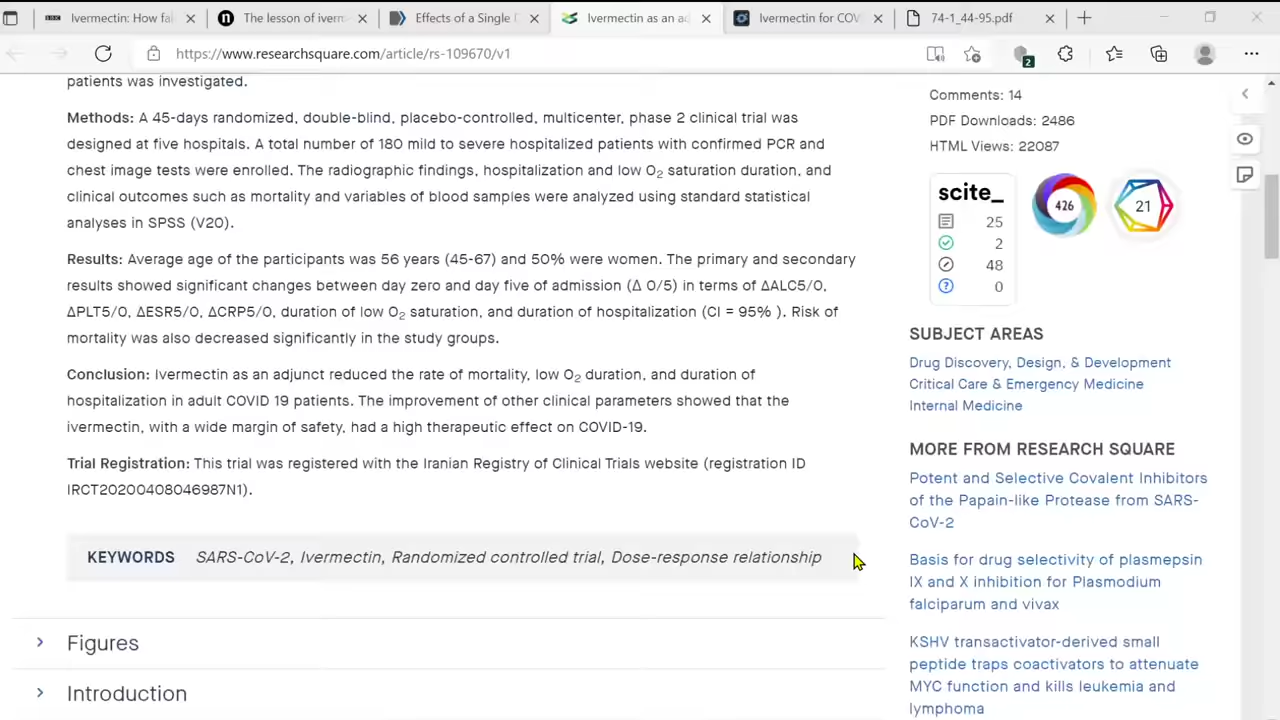 Ivermectin: How fal
The lesson of iverm
Effects of a Single D
Ivermectin as an ad
Ivermectin for COV
74-1_44-95.pdf
https://www.researchsquare.com/article/rs-109670/v1
2
patients was investigated.
Methods: A 45-days randomized, double-blind, placebo-controlled, multicenter, phase 2 clinical trial was
designed at five hospitals. A total number of 180 mild to severe hospitalized patients with confirmed PCR and
chest image tests were enrolled. The radiographic findings, hospitalization and low O₂ saturation duration, and
clinical outcomes such as mortality and variables of blood samples were analyzed using standard statistical
analyses in SPSS (V20).
Results: Average age of the participants was 56 years (45-67) and 50% were women. The primary and secondary
results showed significant changes between day zero and day five of admission (Δ 0/5) in terms of ΔALC5/0,
ΔPLT5/0, ΔESR5/0, ΔCRP5/0, duration of low O₂ saturation, and duration of hospitalization (CI = 95% ). Risk of
mortality was also decreased significantly in the study groups.
Conclusion: Ivermectin as an adjunct reduced the rate of mortality, low O₂ duration, and duration of
hospitalization in adult COVID 19 patients. The improvement of other clinical parameters showed that the
ivermectin, with a wide margin of safety, had a high therapeutic effect on COVID-19.
Trial Registration: This trial was registered with the Iranian Registry of Clinical Trials website (registration ID
IRCT20200408046987N1).
KEYWORDS SARS-CoV-2, Ivermectin, Randomized controlled trial, Dose-response relationship
Figures
Introduction
Comments: 14
PDF Downloads: 2486
HTML Views: 22087
scite_
25
2
48
0
426
21
SUBJECT AREAS
Drug Discovery, Design, & Development
Critical Care & Emergency Medicine
Internal Medicine
MORE FROM RESEARCH SQUARE
Potent and Selective Covalent Inhibitors
of the Papain-like Protease from SARS-
CoV-2
Basis for drug selectivity of plasmepsin
IX and X inhibition for Plasmodium
falciparum and vivax
KSHV transactivator-derived small
peptide traps coactivators to attenuate
MYC function and kills leukemia and
lymphoma